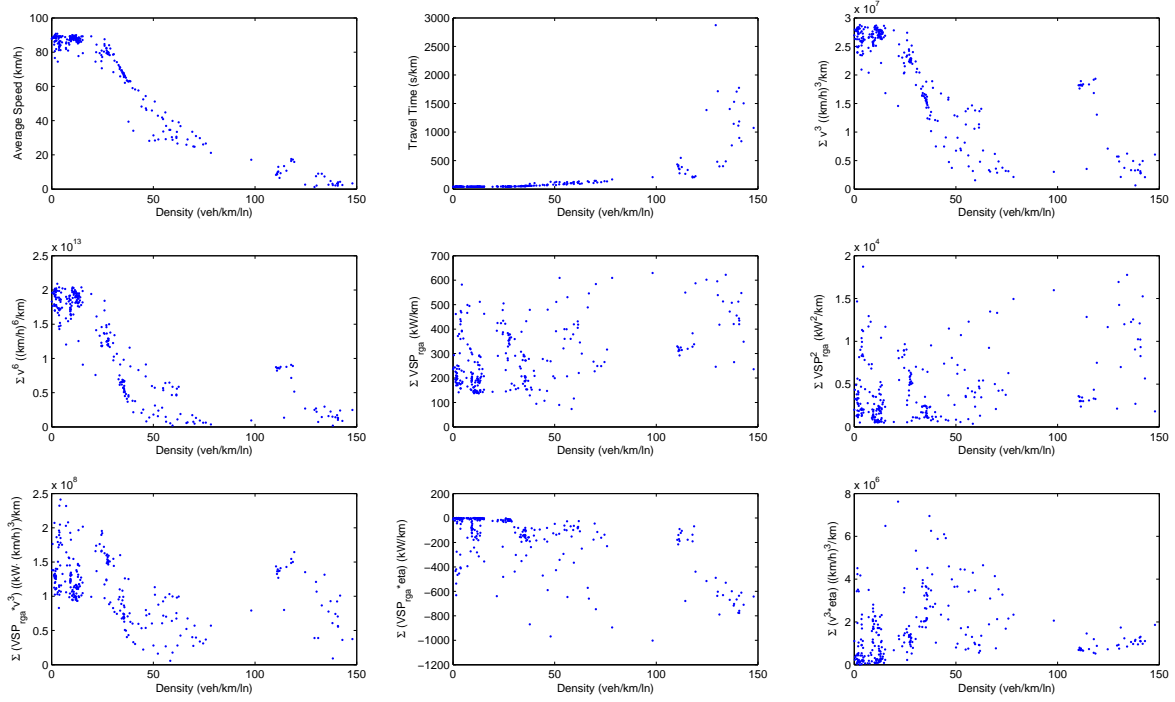 100
80
60
40
20
0
0 50 100 150
Average Speed (km/h)
Density (veh/km/ln)
3000
2500
2000
1500
1000
500
0
0 50 100 150
Travel Time (s/km)
Density (veh/km/ln)
x 10^7
3
2.5
2
1.5
1
0.5
0
0 50 100 150
Σ v^3 ((km/h)^3/km)
Density (veh/km/ln)
x 10^13
2.5
2
1.5
1
0.5
0
0 50 100 150
Σ v^6 ((km/h)^6/km)
Density (veh/km/ln)
700
600
500
400
300
200
100
0
0 50 100 150
Σ VSP_rga (kW/km)
Density (veh/km/ln)
x 10^4
2
1.5
1
0.5
0
0 50 100 150
Σ VSP_rga^2 (kW^2/km)
Density (veh/km/ln)
x 10^8
2.5
2
1.5
1
0.5
0
0 50 100 150
Σ (VSP_rga*v^3) ((kW· (km/h)^3)/km)
Density (veh/km/ln)
200
0
−200
−400
−600
−800
−1000
−1200
0 50 100 150
Σ (VSP_rga*eta) (kW/km)
Density (veh/km/ln)
x 10^6
8
6
4
2
0
0 50 100 150
Σ (v^3*eta) ((km/h)^3/km)
Density (veh/km/ln)